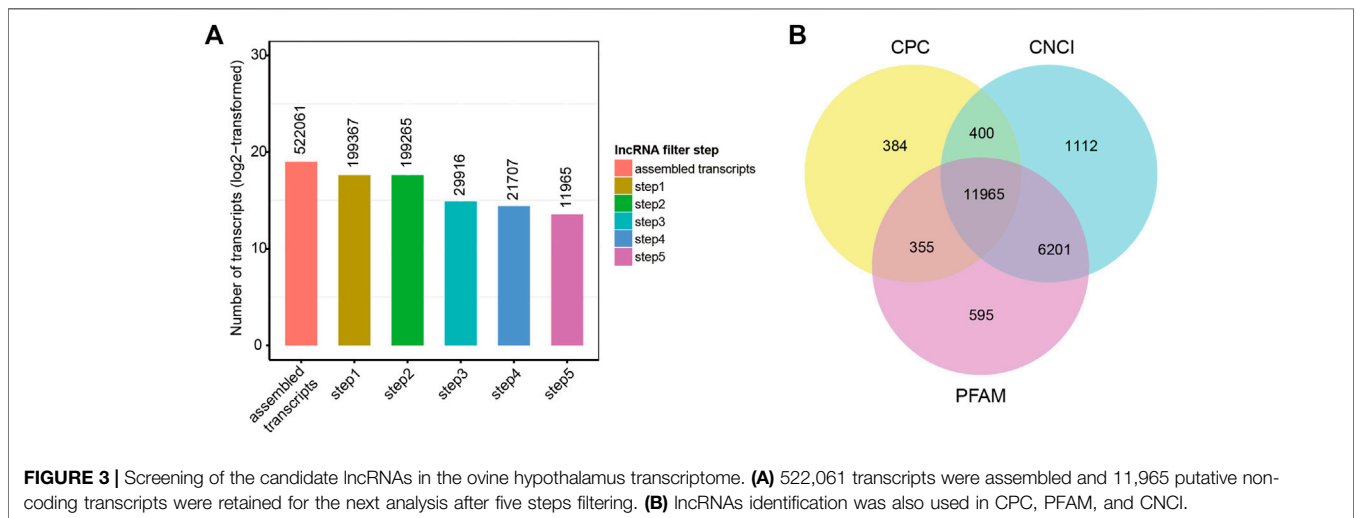 A
Number of transcripts (log2-transformed)
30
20
10
0
522061
199367
199265
29916
21707
11965
assembled
transcripts
step1
step2
step3
step4
step5
lncRNA filter step
assembled transcripts
step1
step2
step3
step4
step5
B
CPC
CNCI
384
400
1112
11965
355
6201
595
PFAM
FIGURE 3 | Screening of the candidate lncRNAs in the ovine hypothalamus transcriptome. (A) 522,061 transcripts were assembled and 11,965 putative non-
coding transcripts were retained for the next analysis after five steps filtering. (B) lncRNAs identification was also used in CPC, PFAM, and CNCI.